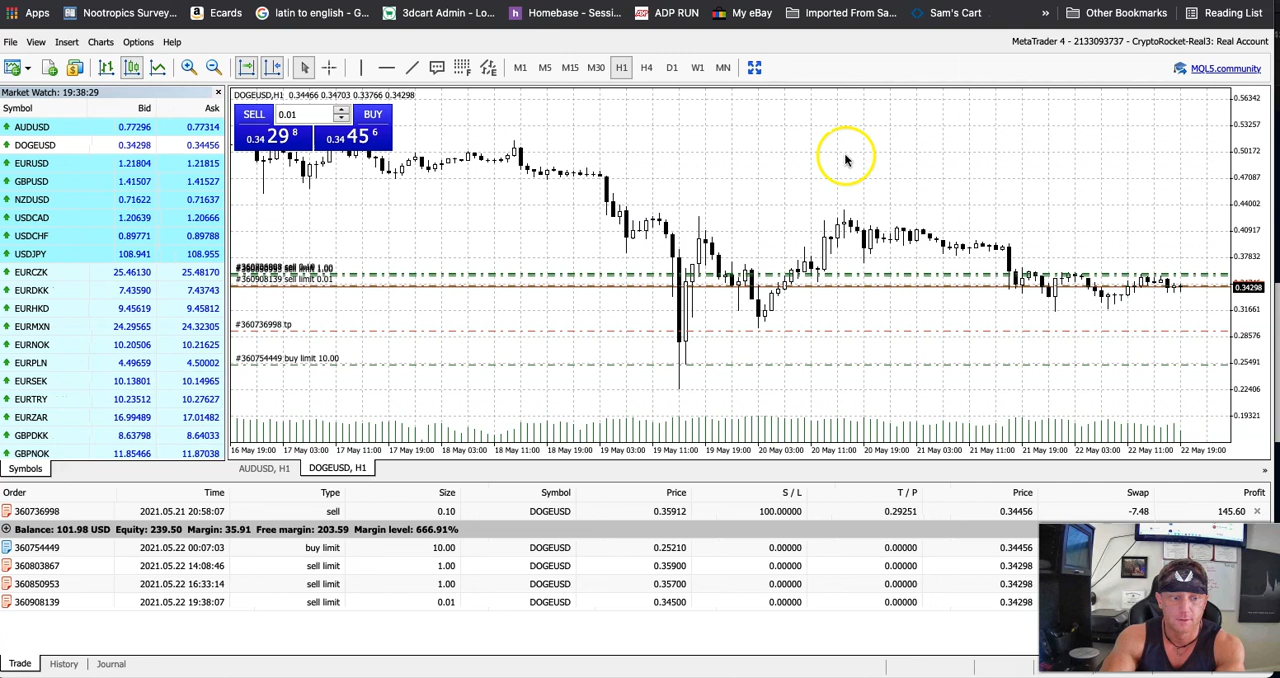 Apps Nootropics Survey... Ecards latin to english - G... 3dcart Admin - Lo... Homebase - Sessi... ADP RUN My eBay Imported From Sa... Sam's Cart » Other Bookmarks Reading List
File View Insert Charts Options Help MetaTrader 4 - 2133093737 - CryptoRocket-Real3: Real Account
M1 M5 M15 M30 H1 H4 D1 W1 MN MQL5.community
Market Watch: 19:38:29
Symbol Bid Ask
AUDUSD 0.77296 0.77314
DOGEUSD 0.34298 0.34456
EURUSD 1.21804 1.21815
GBPUSD 1.41507 1.41527
NZDUSD 0.71622 0.71637
USDCAD 1.20639 1.20666
USDCHF 0.89771 0.89788
USDJPY 108.941 108.955
EURCZK 25.46130 25.48170
EURDKK 7.43590 7.43743
EURHKD 9.45619 9.45812
EURMXN 24.29565 24.32305
EURNOK 10.20506 10.21625
EURPLN 4.49659 4.50002
EURSEK 10.13801 10.14965
EURTRY 10.23512 10.27627
EURZAR 16.99489 17.01482
GBPDKK 8.63798 8.64033
GBPNOK 11.85466 11.87038
Symbols
DOGEUSD,H1 0.34466 0.34703 0.33766 0.34298
SELL 0.01 BUY
0.34 29 8 0.34 45 6
0.56342
0.53257
0.50172
0.47087
0.44002
0.40917
0.37832
0.34298
0.31661
0.28576
0.25491
0.22406
0.19321
sell limit 1.00
#360908139 sell limit 0.01
#360736998 tp
#360754449 buy limit 10.00
16 May 19:00 17 May 03:00 17 May 11:00 17 May 19:00 18 May 03:00 18 May 11:00 18 May 19:00 19 May 03:00 19 May 11:00 19 May 19:00 20 May 03:00 20 May 11:00 20 May 19:00 21 May 03:00 21 May 11:00 21 May 19:00 22 May 03:00 22 May 11:00 22 May 19:00
AUDUSD, H1 DOGEUSD, H1 »
Order Time Type Size Symbol Price S / L T / P Price Swap Profit
360736998 2021.05.21 20:58:07 sell 0.10 DOGEUSD 0.35912 100.00000 0.29251 0.34456 -7.48 145.60
Balance: 101.98 USD Equity: 239.50 Margin: 35.91 Free margin: 203.59 Margin level: 666.91%
360754449 2021.05.22 00:07:03 buy limit 10.00 DOGEUSD 0.25210 0.00000 0.00000 0.34456
360803867 2021.05.22 14:08:46 sell limit 1.00 DOGEUSD 0.35900 0.00000 0.00000 0.34298
360850953 2021.05.22 16:33:14 sell limit 1.00 DOGEUSD 0.35700 0.00000 0.00000 0.34298
360908139 2021.05.22 19:38:07 sell limit 0.01 DOGEUSD 0.34500 0.00000 0.00000 0.34298
Trade History Journal